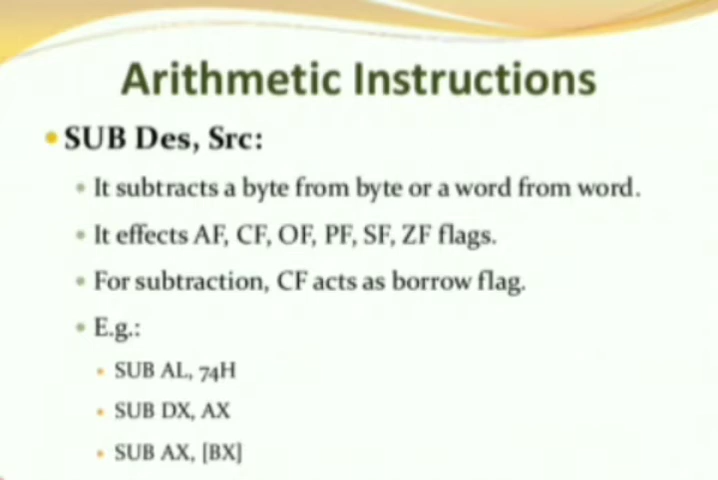 Arithmetic Instructions
SUB Des, Src:
It subtracts a byte from byte or a word from word.
It effects AF, CF, OF, PF, SF, ZF flags.
For subtraction, CF acts as borrow flag.
E.g.:
SUB AL, 74H
SUB DX, AX
SUB AX, [BX]